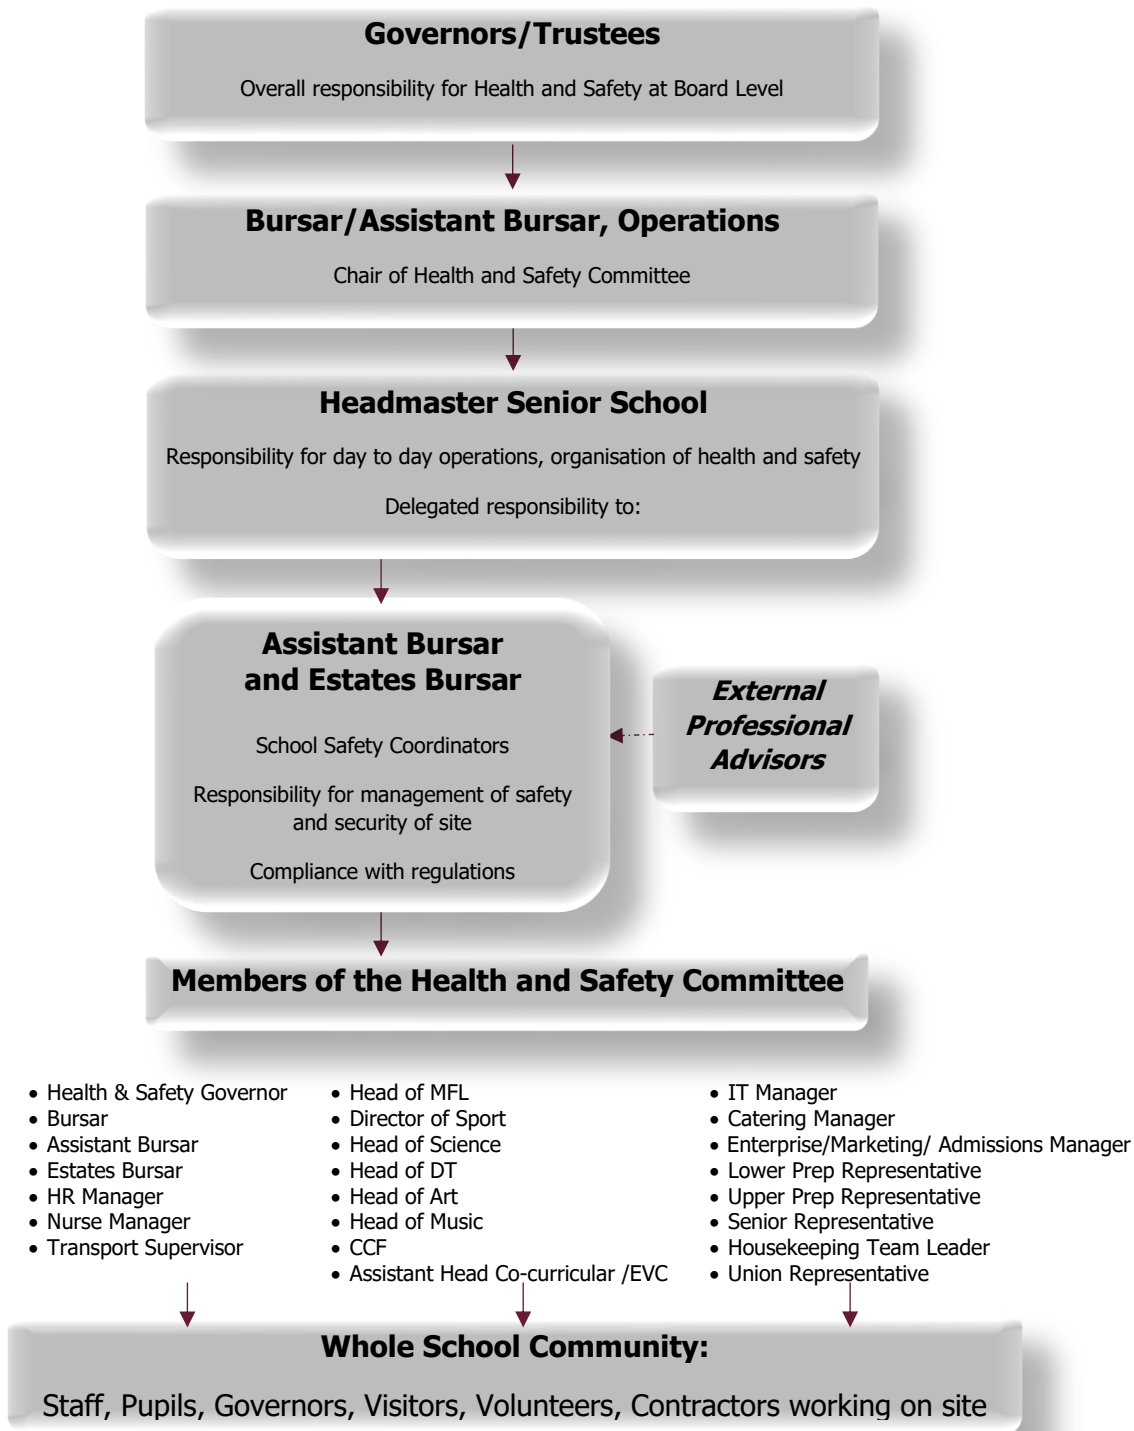 Governors/Trustees
Overall responsibility for Health and Safety at Board Level
Bursar/Assistant Bursar, Operations
Chair of Health and Safety Committee
Headmaster Senior School
Responsibility for day to day operations, organisation of health and safety
Delegated responsibility to:
Assistant Bursar
and Estates Bursar
School Safety Coordinators
Responsibility for management of safety
and security of site
Compliance with regulations
External
Professional
Advisors
Members of the Health and Safety Committee
• Health & Safety Governor
• Bursar
• Assistant Bursar
• Estates Bursar
• HR Manager
• Nurse Manager
• Transport Supervisor
• Head of MFL
• Director of Sport
• Head of Science
• Head of DT
• Head of Art
• Head of Music
• CCF
• Assistant Head Co-curricular /EVC
• IT Manager
• Catering Manager
• Enterprise/Marketing/ Admissions Manager
• Lower Prep Representative
• Upper Prep Representative
• Senior Representative
• Housekeeping Team Leader
• Union Representative
Whole School Community:
Staff, Pupils, Governors, Visitors, Volunteers, Contractors working on site